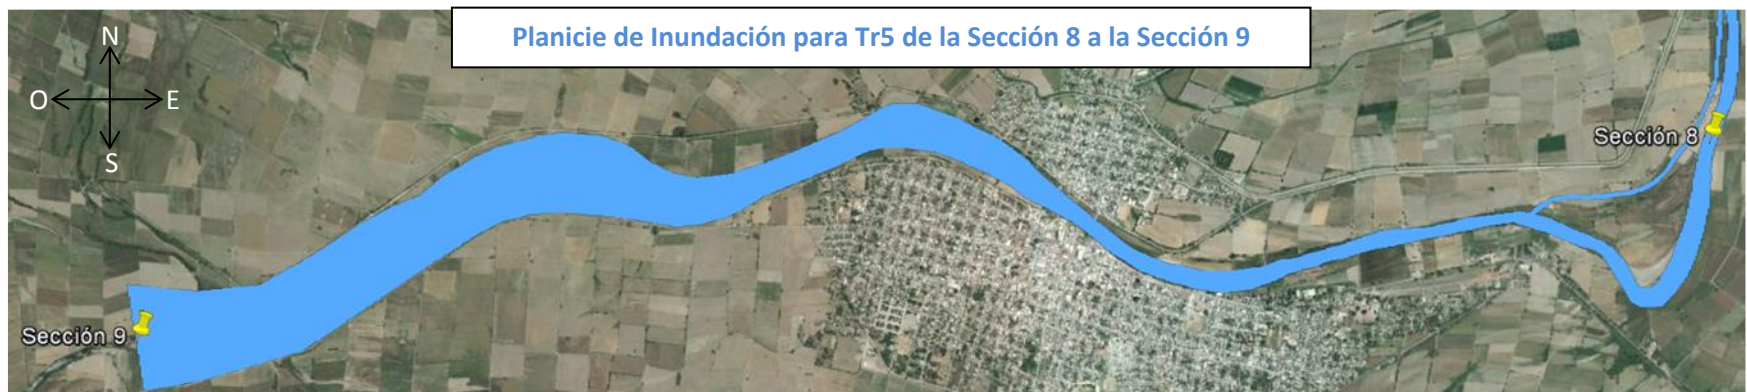 Planicie de Inundación para Tr5 de la Sección 8 a la Sección 9
N
O E
S
Sección 8
Sección 9